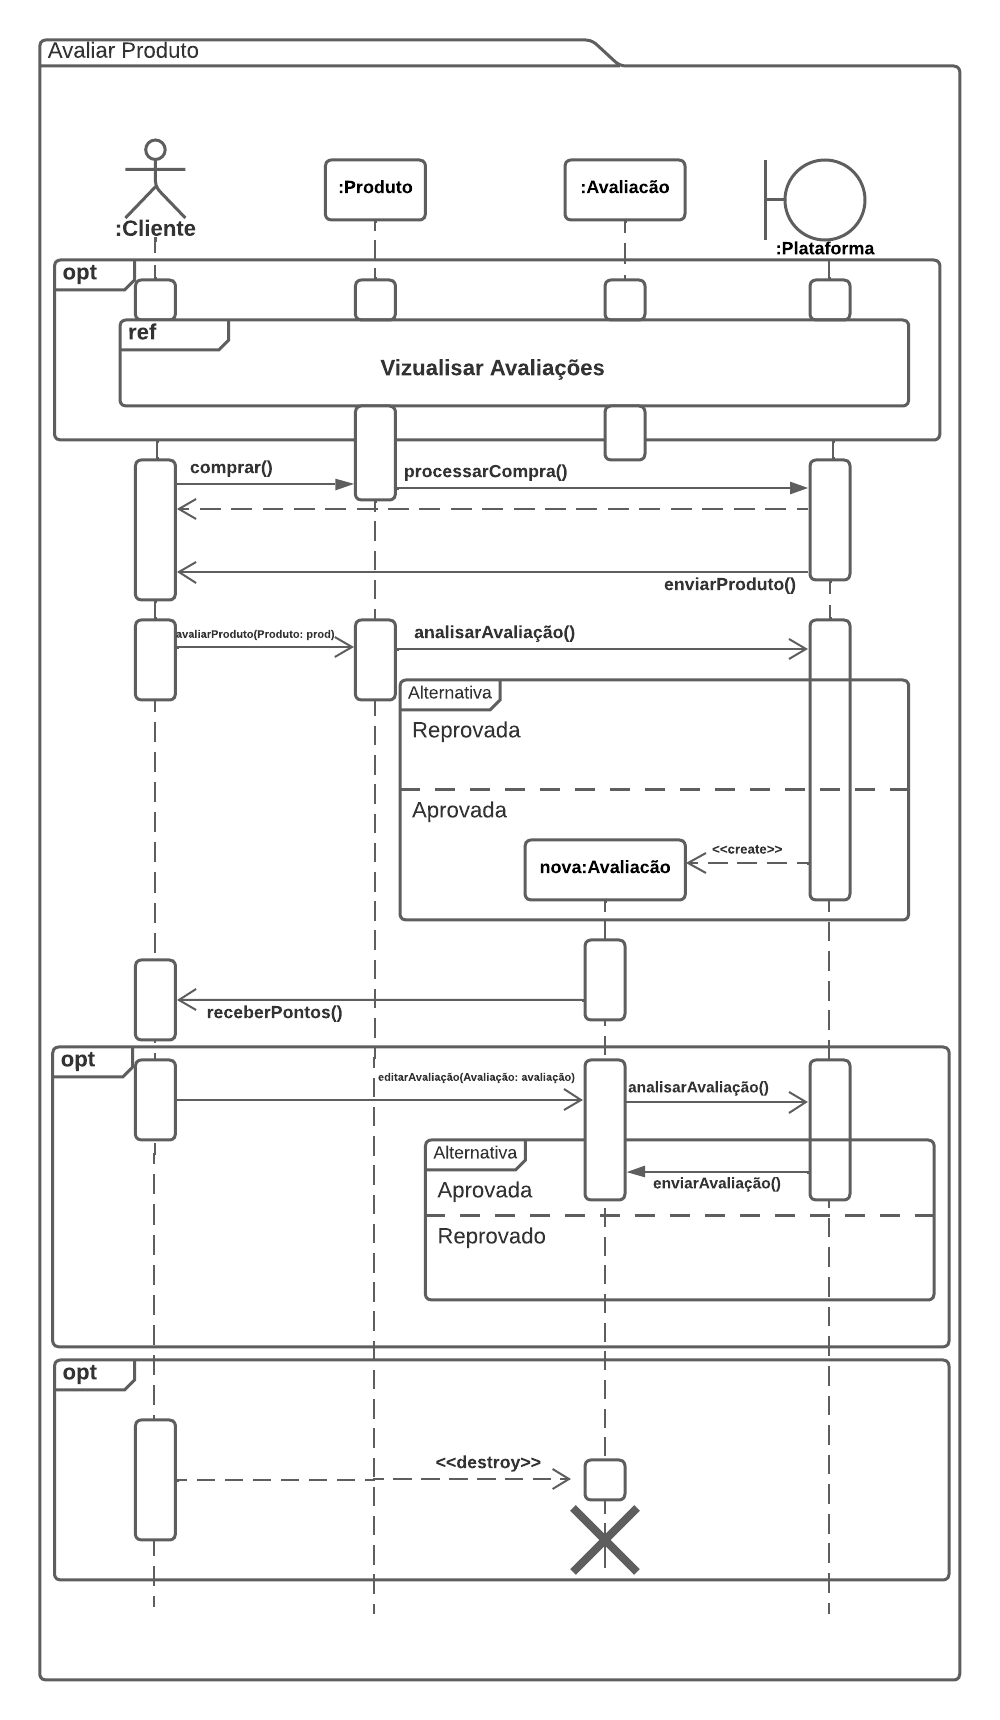 Avaliar Produto
:Cliente
:Produto
:Avaliacão
:Plataforma
opt
ref
Vizualisar Avaliações
comprar()
processarCompra()
enviarProduto()
avaliarProduto(Produto: prod)
analisarAvaliação()
Alternativa
Reprovada
Aprovada
nova:Avaliacão
<<create>>
receberPontos()
opt
editarAvaliação(Avaliação: avaliação)
analisarAvaliação()
Alternativa
enviarAvaliação()
Aprovada
Reprovado
opt
<<destroy>>